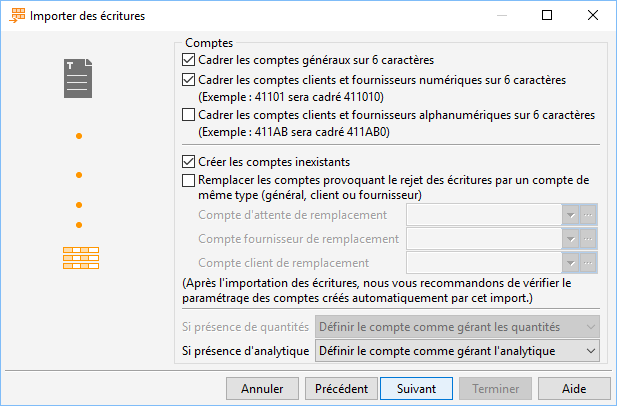 Importer des écritures
T
Comptes
Cadrer les comptes généraux sur 6 caractères
Cadrer les comptes clients et fournisseurs numériques sur 6 caractères
(Exemple : 41101 sera cadré 411010)
Cadrer les comptes clients et fournisseurs alphanumériques sur 6 caractères
(Exemple : 411AB sera cadré 411AB0)
Créer les comptes inexistants
Remplacer les comptes provoquant le rejet des écritures par un compte de
même type (général, client ou fournisseur)
Compte d'attente de remplacement
Compte fournisseur de remplacement
Compte client de remplacement
(Après l'importation des écritures, nous vous recommandons de vérifier le
paramétrage des comptes créés automatiquement par cet import.)
Si présence de quantités Définir le compte comme gérant les quantités
Si présence d'analytique Définir le compte comme gérant l'analytique
Annuler Précédent Suivant Terminer Aide